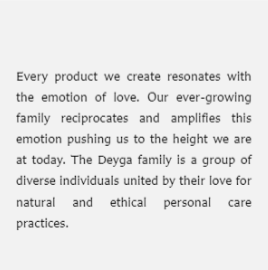 Every product we create resonates with
the emotion of love. Our ever-growing
family reciprocates and amplifies this
emotion pushing us to the height we are
at today. The Deyga family is a group of
diverse individuals united by their love for
natural and ethical personal care
practices.